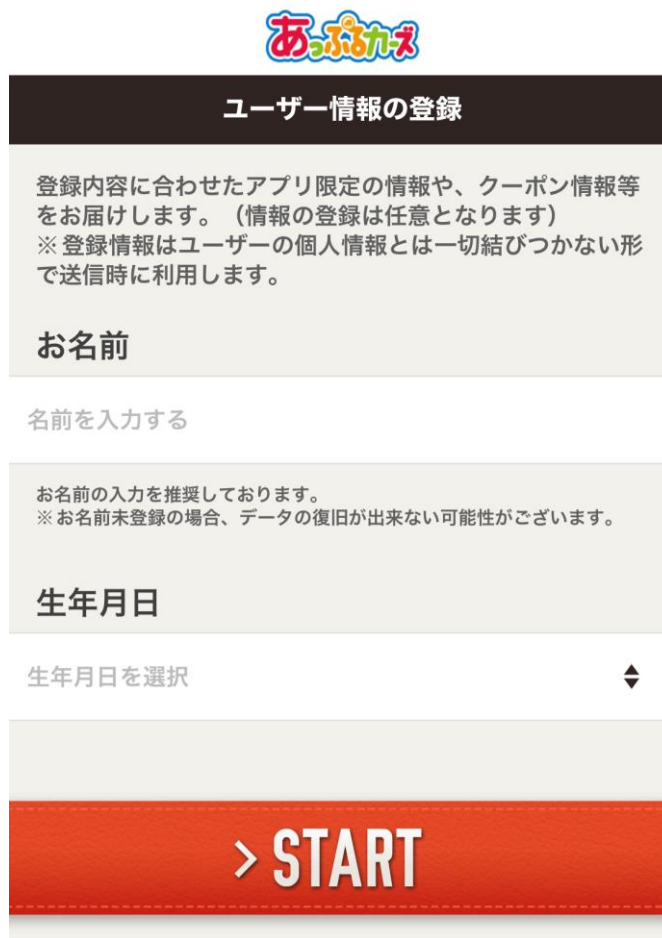 あっぷるカーズ
ユーザー情報の登録
登録内容に合わせたアプリ限定の情報や、クーポン情報等
をお届けします。（情報の登録は任意となります）
※登録情報はユーザーの個人情報とは一切結びつかない形
で送信時に利用します。
お名前
名前を入力する
お名前の入力を推奨しております。
※お名前未登録の場合、データの復旧が出来ない可能性がございます。
生年月日
生年月日を選択
> START